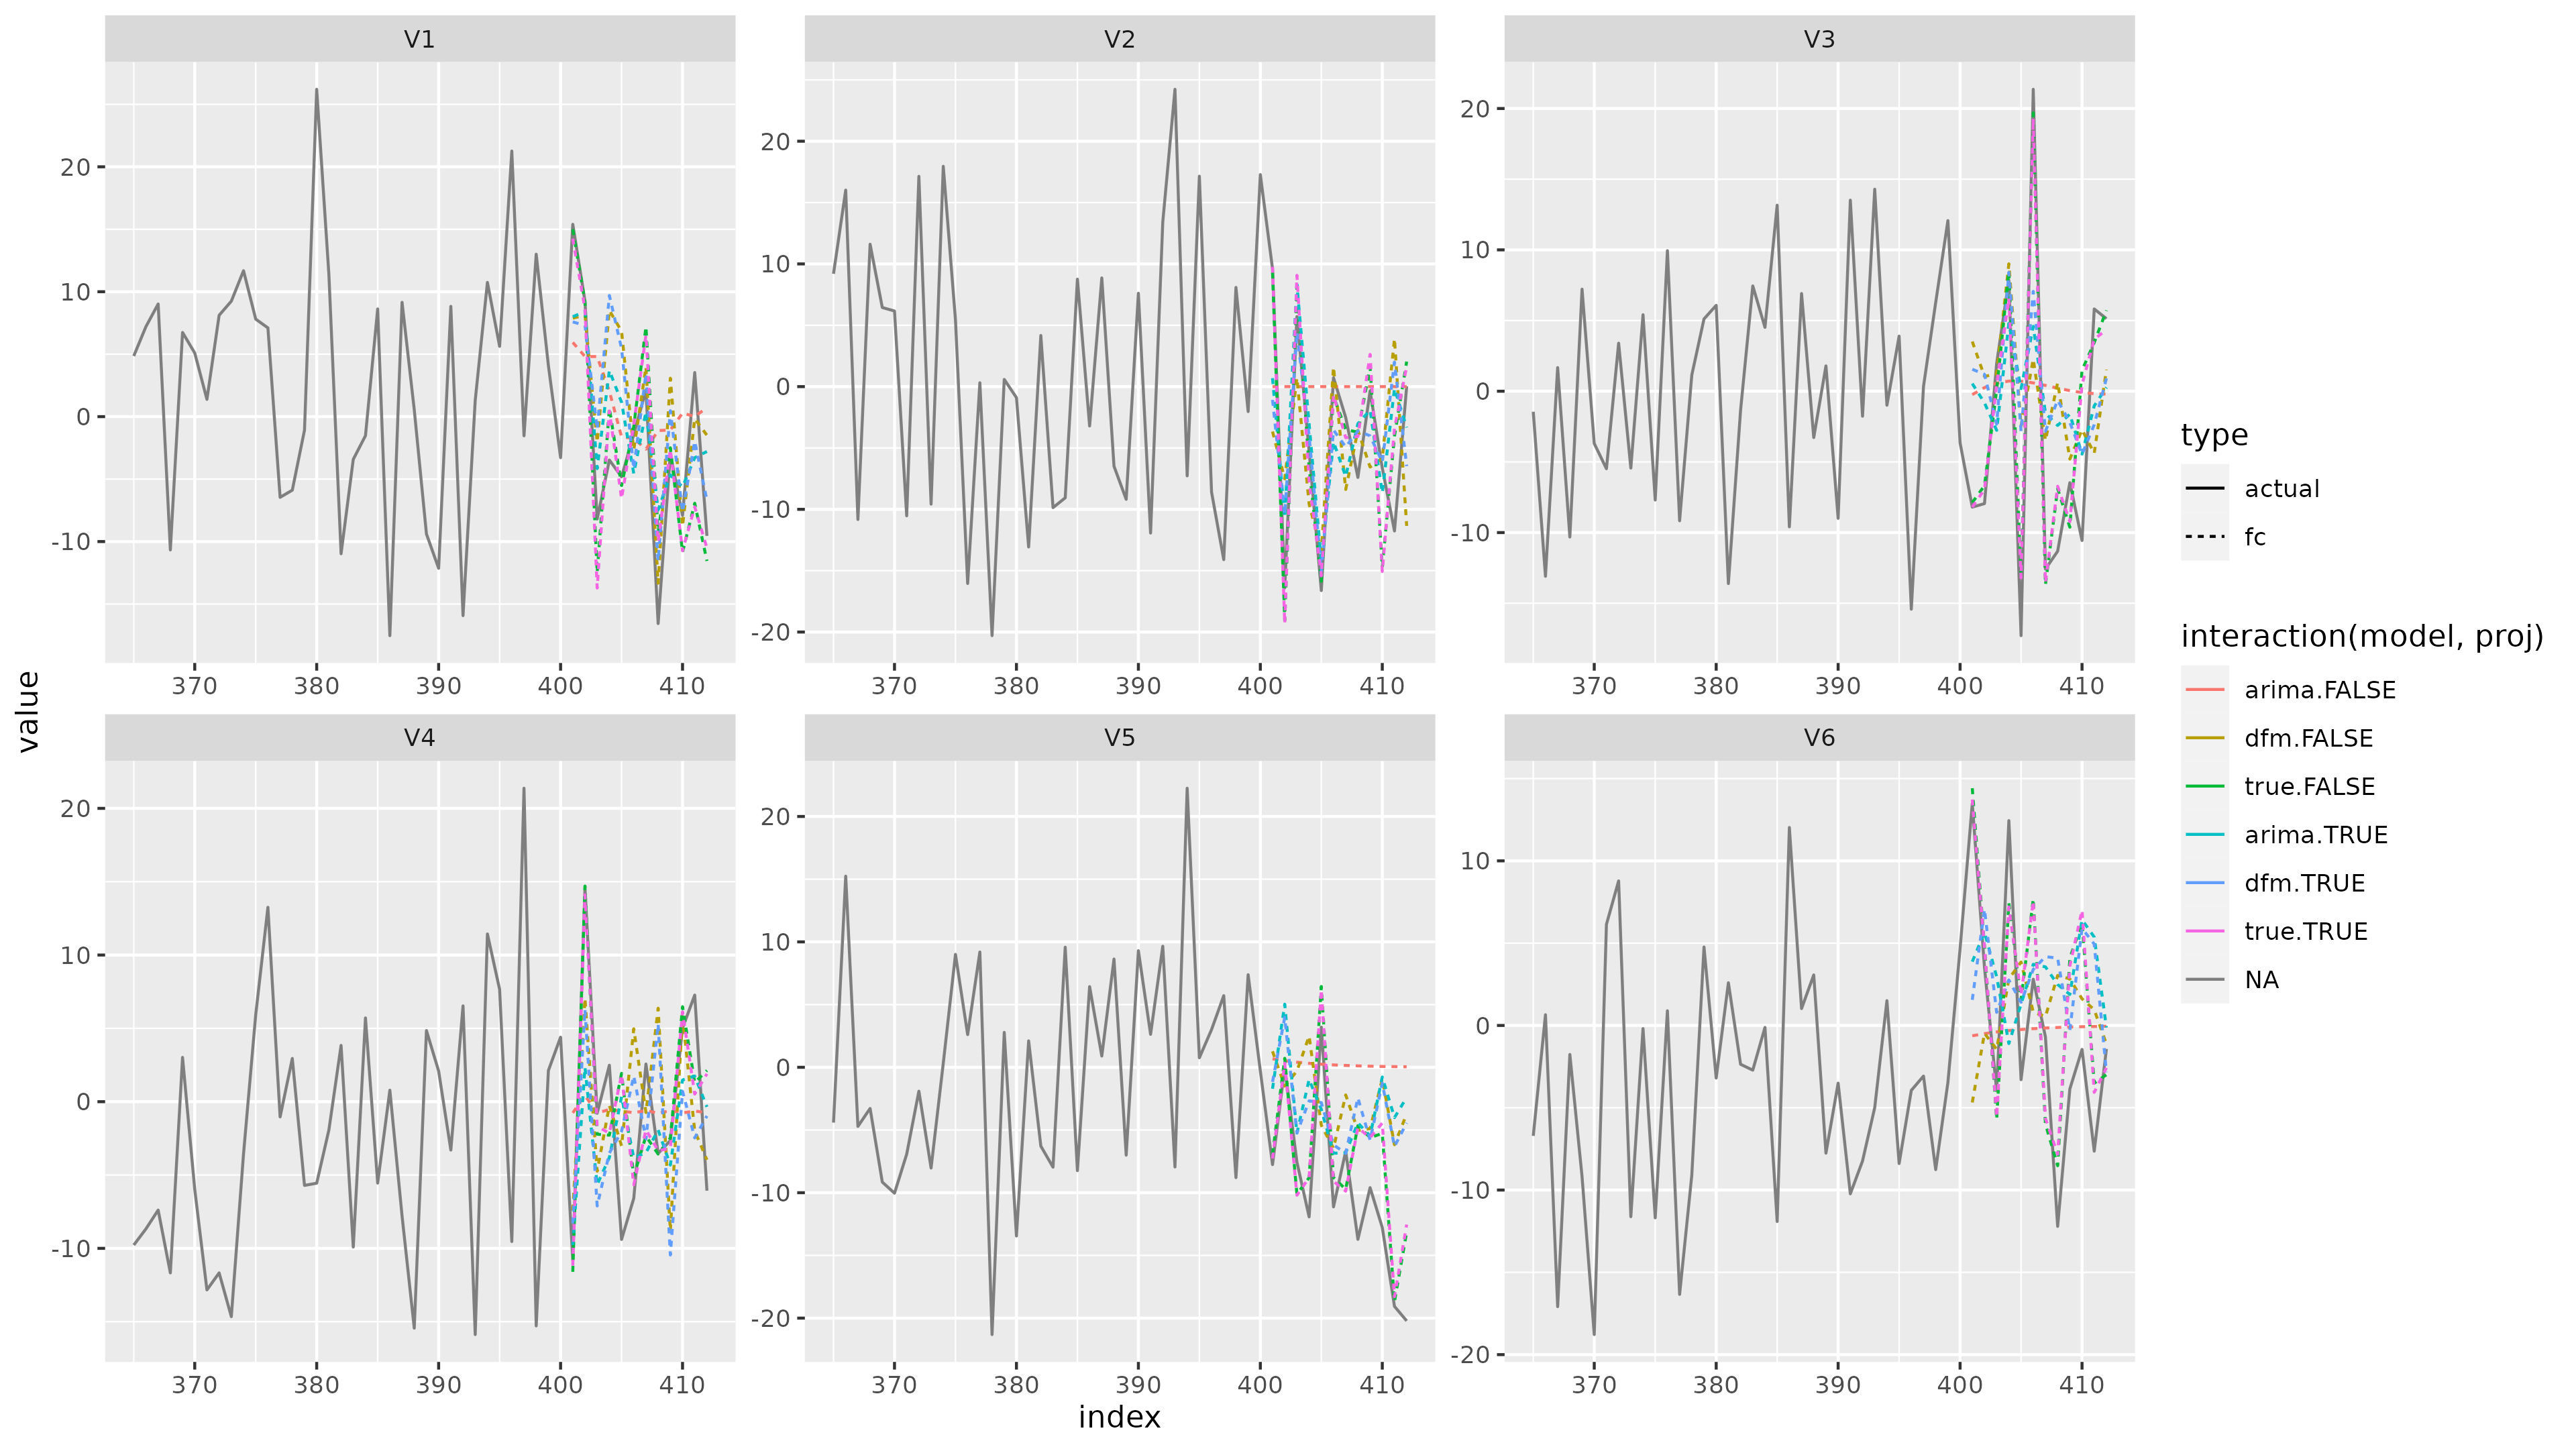 V1 V2 V3
20
10
0
-10
20
10
0
-10
-20
20
10
0
-10
370 380 390 400 410
370 380 390 400 410
370 380 390 400 410
V4 V5 V6
20
10
0
-10
20
10
0
-10
-20
10
0
-10
-20
370 380 390 400 410
370 380 390 400 410
370 380 390 400 410
value
index
type
actual
fc
interaction(model, proj)
arima.FALSE
dfm.FALSE
true.FALSE
arima.TRUE
dfm.TRUE
true.TRUE
NA